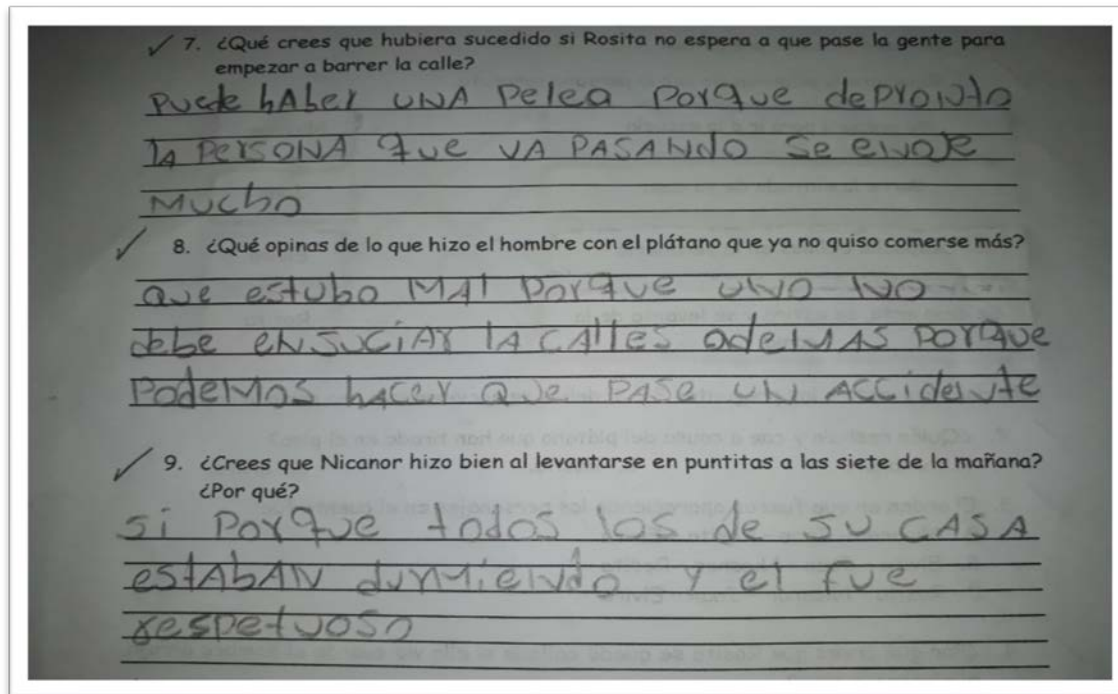 7. ¿Qué crees que hubiera sucedido si Rosita no espera a que pase la gente para
empezar a barrer la calle?
puede hAber UNA pelea porque depronto
lA persONA que VA PASANdo se enoje
Mucho
8. ¿Qué opinas de lo que hizo el hombre con el plátano que ya no quiso comerse más?
que estubo MAl porque UNO NO
debe eNSUCiAr lA cAlles ademAS porque
podeMos hAcer que PASe UN ACCideNte
9. ¿Crees que Nicanor hizo bien al levantarse en puntitas a las siete de la mañana?
¿Por qué?
si porque todos los de su CASA
estAbAN durmieNdo y el fue
respetuoso